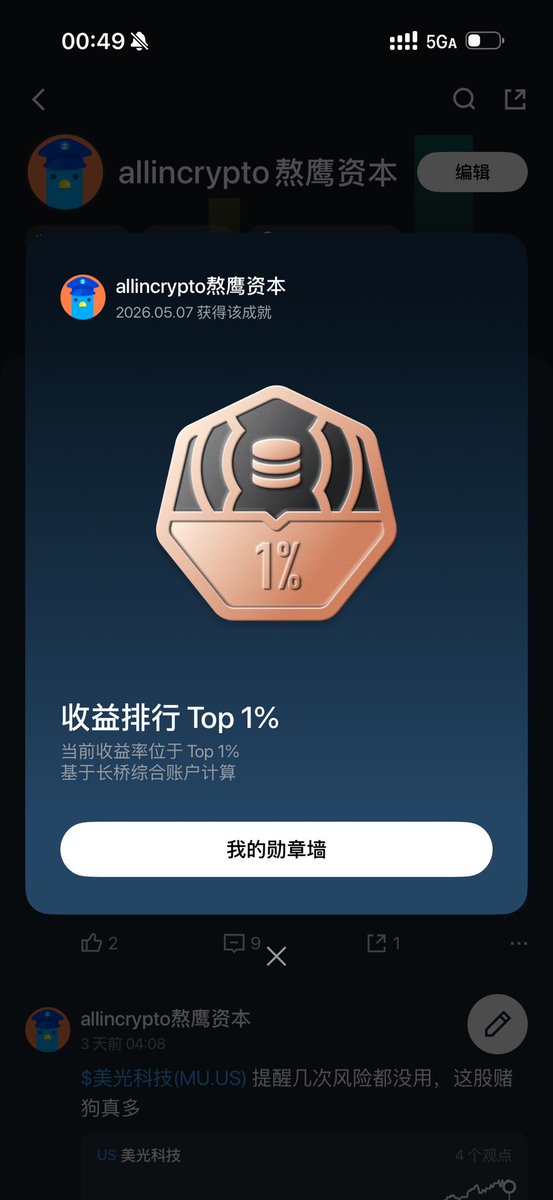 00:49
5GA
allincrypto熬鹰资本
编辑
allincrypto熬鹰资本
2026.05.07 获得该成就
1%
收益排行 Top 1%
当前收益率位于 Top 1%
基于长桥综合账户计算
我的勋章墙
2
9
1
allincrypto熬鹰资本
3 天前 04:08
$美光科技(MU.US) 提醒几次风险都没用，这股赌
狗真多
US 美光科技
4 个观点